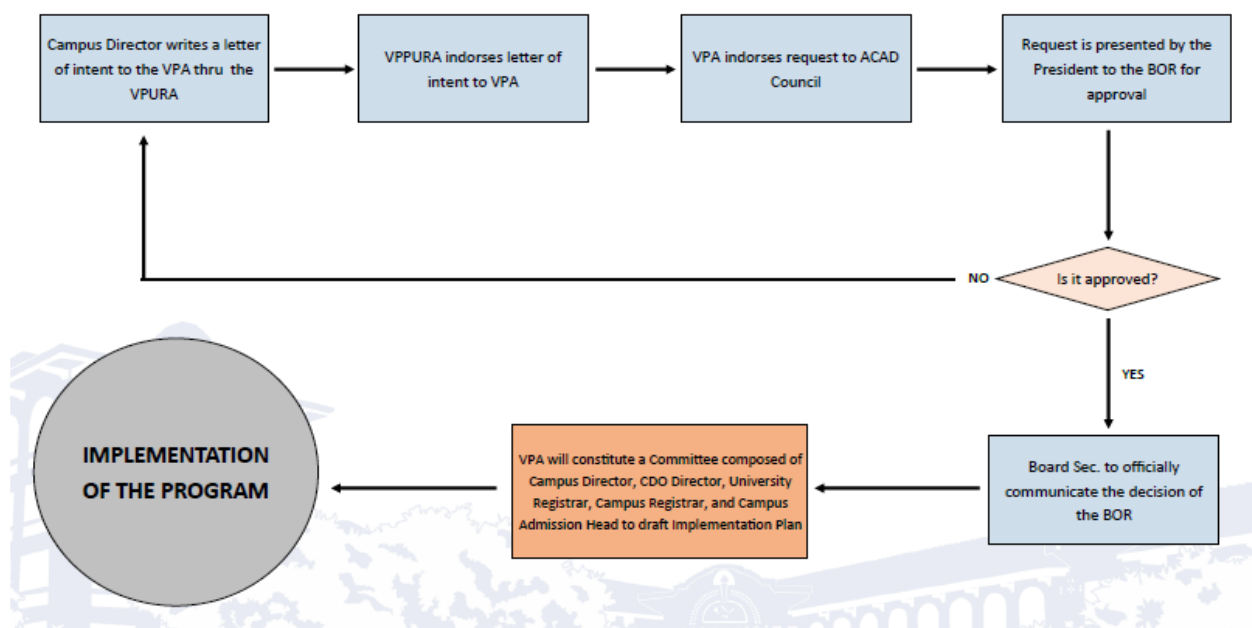 Campus Director writes a letter
of intent to the VPA thru the
VPURA
VPPURA indorses letter of
intent to VPA
VPA indorses request to ACAD
Council
Request is presented by the
President to the BOR for
approval
Is it approved?
NO
YES
Board Sec. to officially
communicate the decision of
the BOR
VPA will constitute a Committee composed of
Campus Director, CDO Director, University
Registrar, Campus Registrar, and Campus
Admission Head to draft Implementation Plan
IMPLEMENTATION
OF THE PROGRAM